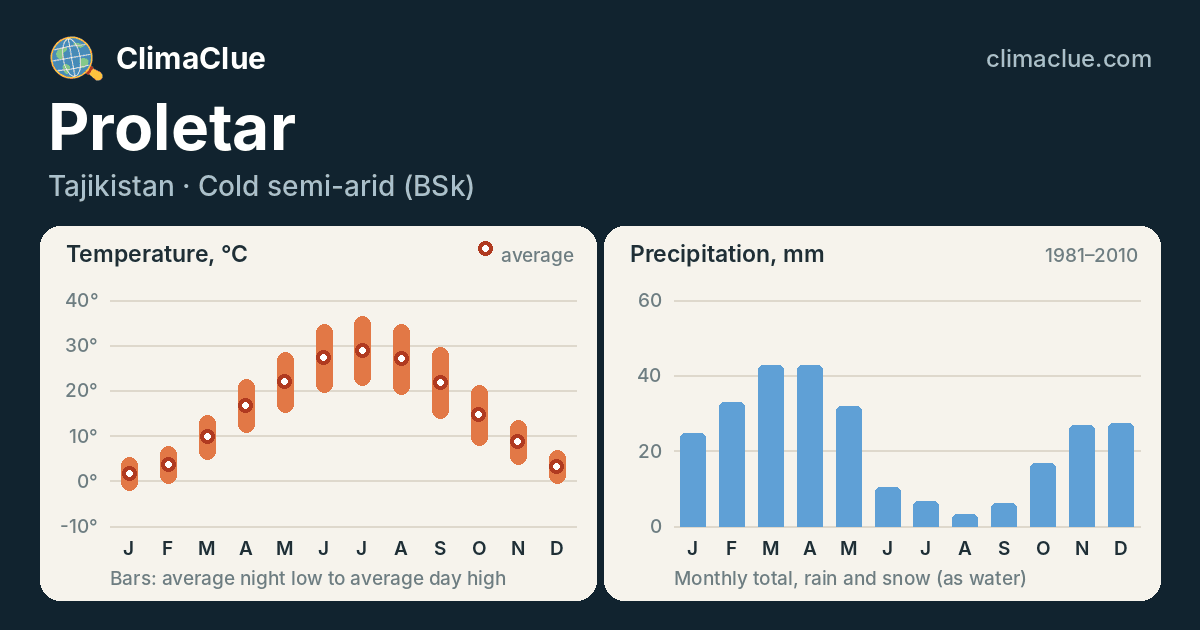 ClimaClue
climaclue.com
Proletar
Tajikistan · Cold semi-arid (BSk)
Temperature, °C
average
40°
30°
20°
10°
0°
-10°
J F M A M J J A S O N D
Bars: average night low to average day high
Precipitation, mm
1981–2010
60
40
20
0
J F M A M J J A S O N D
Monthly total, rain and snow (as water)